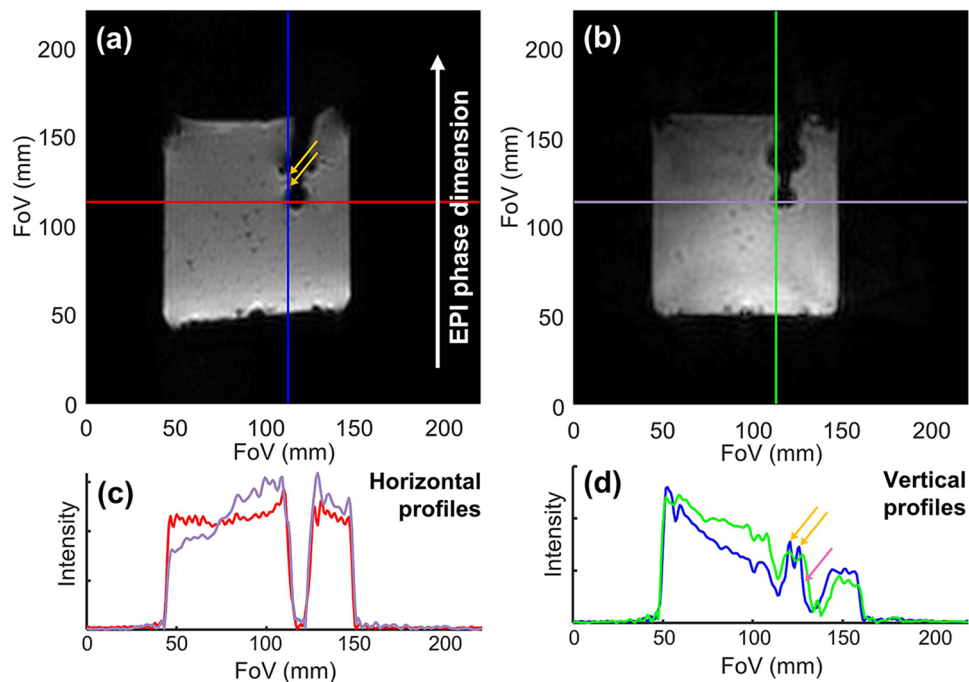 (a)
EPI phase dimension
FoV (mm)
200
150
100
50
0
0 50 100 150 200
FoV (mm)
(b)
FoV (mm)
200
150
100
50
0
0 50 100 150 200
FoV (mm)
(c)
Horizontal
profiles
Intensity
0 50 100 150 200
FoV (mm)
(d)
Vertical
profiles
Intensity
0 50 100 150 200
FoV (mm)